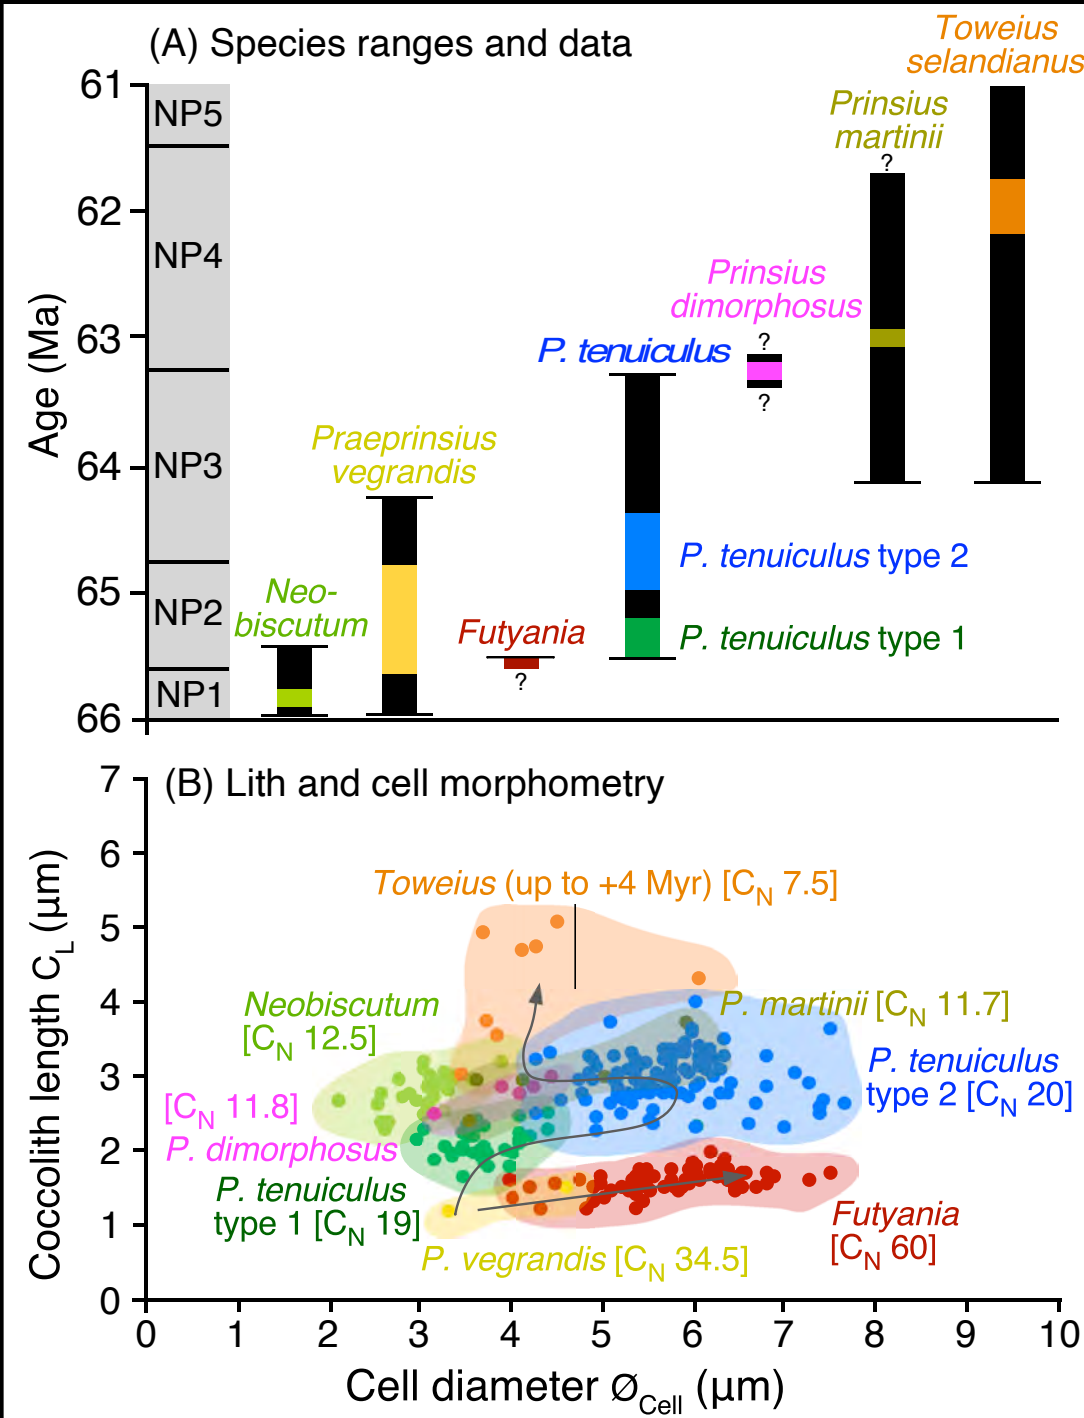 (A) Species ranges and data
Toweius
selandianus
Prinsius
martinii
?
Prinsius
dimorphosus
?
?
P. tenuiculus
Praeprinsius
vegrandis
P. tenuiculus type 2
Neo-
biscutum
Futyania
?
P. tenuiculus type 1
61
62
63
64
65
66
Age (Ma)
NP5
NP4
NP3
NP2
NP1
(B) Lith and cell morphometry
Toweius (up to +4 Myr) [CN 7.5]
Neobiscutum
[CN 12.5]
P. martinii [CN 11.7]
P. tenuiculus
type 2 [CN 20]
[CN 11.8]
P. dimorphosus
P. tenuiculus
type 1 [CN 19]
Futyania
[CN 60]
P. vegrandis [CN 34.5]
7
6
5
4
3
2
1
0
Coccolith length CL (μm)
0 1 2 3 4 5 6 7 8 9 10
Cell diameter ØCell (μm)